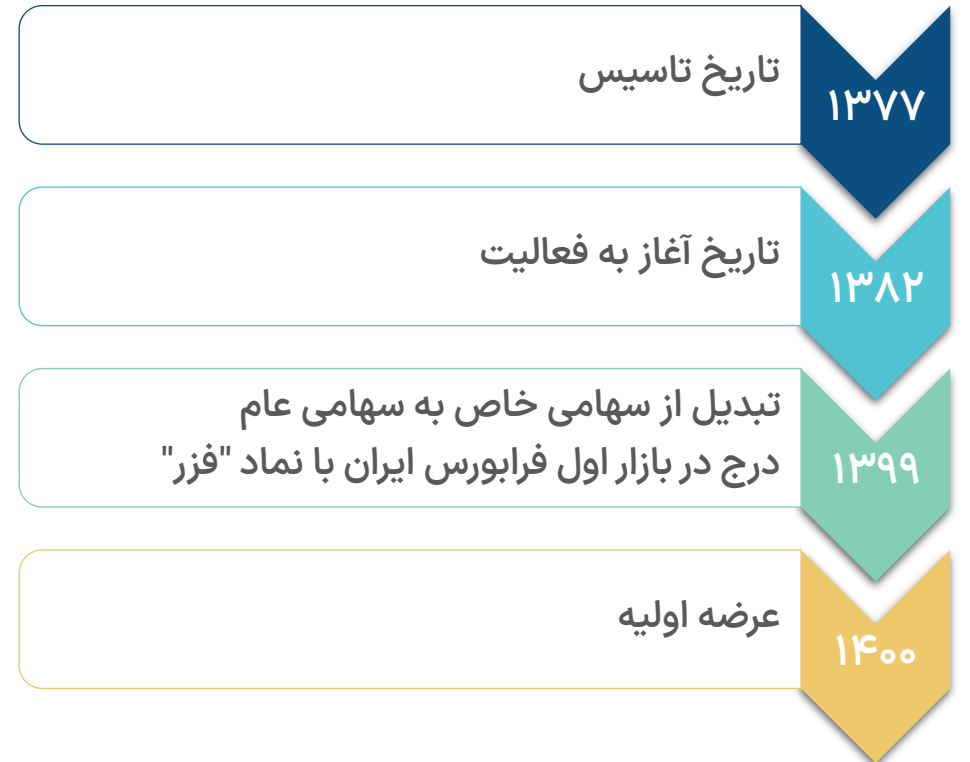 ۱۳۷۷
تاریخ تاسیس
۱۳۸۲
تاریخ آغاز به فعالیت
۱۳۹۹
تبدیل از سهامی خاص به سهامی عام
درج در بازار اول فرابورس ایران با نماد "فزر"
۱۴۰۰
عرضه اولیه